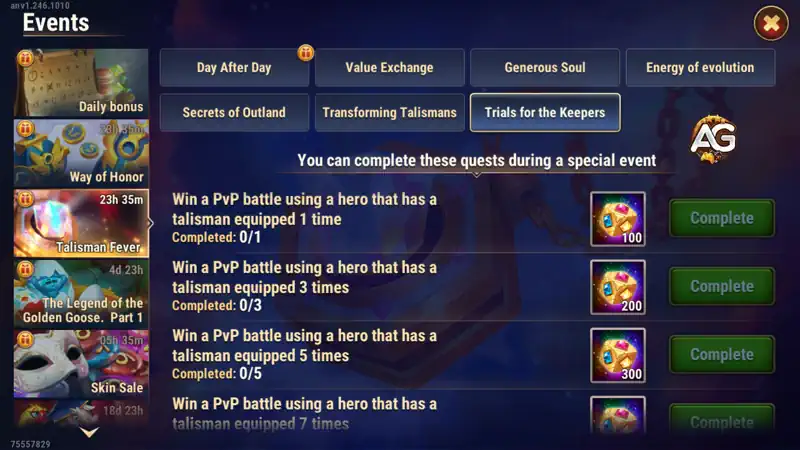 anv1.246.1010
Events
Daily bonus
23h 35m
Way of Honor
23h 35m
Talisman Fever
4d 23h
The Legend of the
Golden Goose. Part 1
05h 35m
Skin Sale
18d 23h
75557829
Day After Day
Value Exchange
Generous Soul
Energy of evolution
Secrets of Outland
Transforming Talismans
Trials for the Keepers
AG
You can complete these quests during a special event
Win a PvP battle using a hero that has a
talisman equipped 1 time
Completed: 0/1
100
Complete
Win a PvP battle using a hero that has a
talisman equipped 3 times
Completed: 0/3
200
Complete
Win a PvP battle using a hero that has a
talisman equipped 5 times
Completed: 0/5
300
Complete
Win a PvP battle using a hero that has a
talisman equipped 7 times
Complete